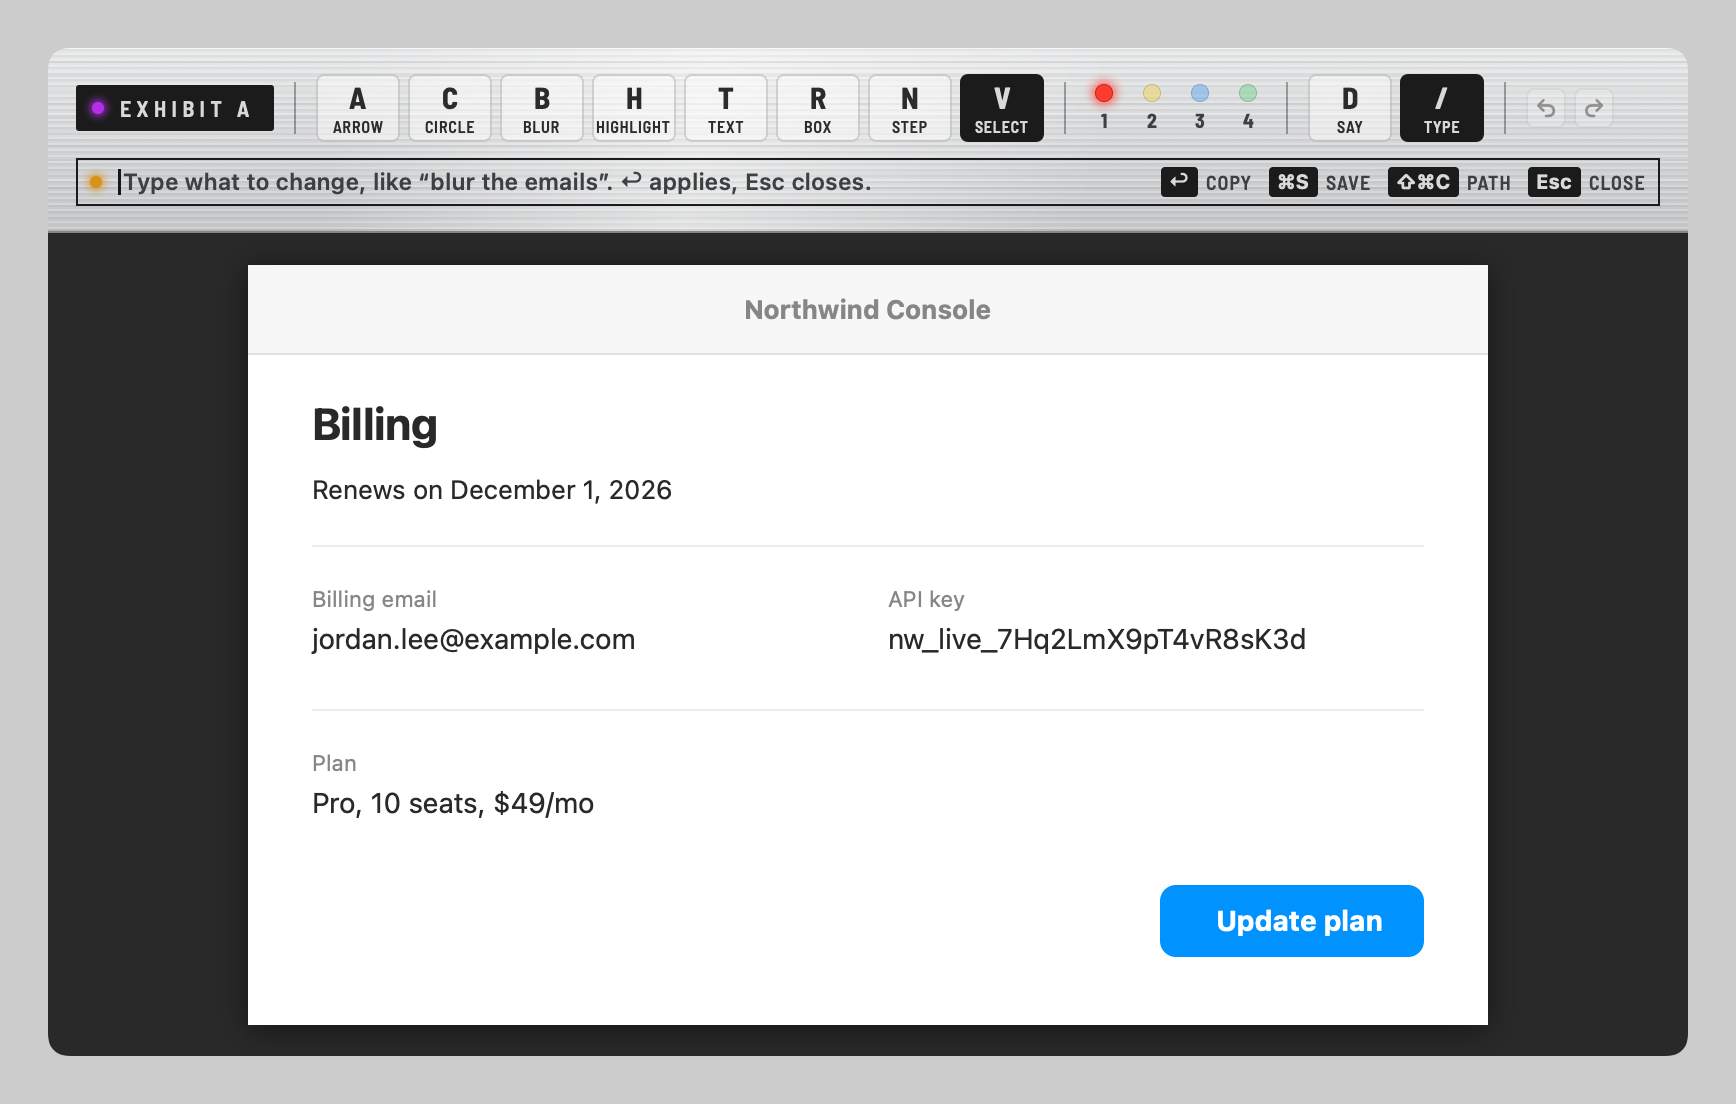 EXHIBIT A
A ARROW
C CIRCLE
B BLUR
H HIGHLIGHT
T TEXT
R BOX
N STEP
V SELECT
1 2 3 4
D SAY
/ TYPE
Type what to change, like “blur the emails”. ↩ applies, Esc closes.
↩ COPY ⌘S SAVE ⇧⌘C PATH Esc CLOSE
Northwind Console
Billing
Renews on December 1, 2026
Billing email
jordan.lee@example.com
API key
nw_live_7Hq2LmX9pT4vR8sK3d
Plan
Pro, 10 seats, $49/mo
Update plan